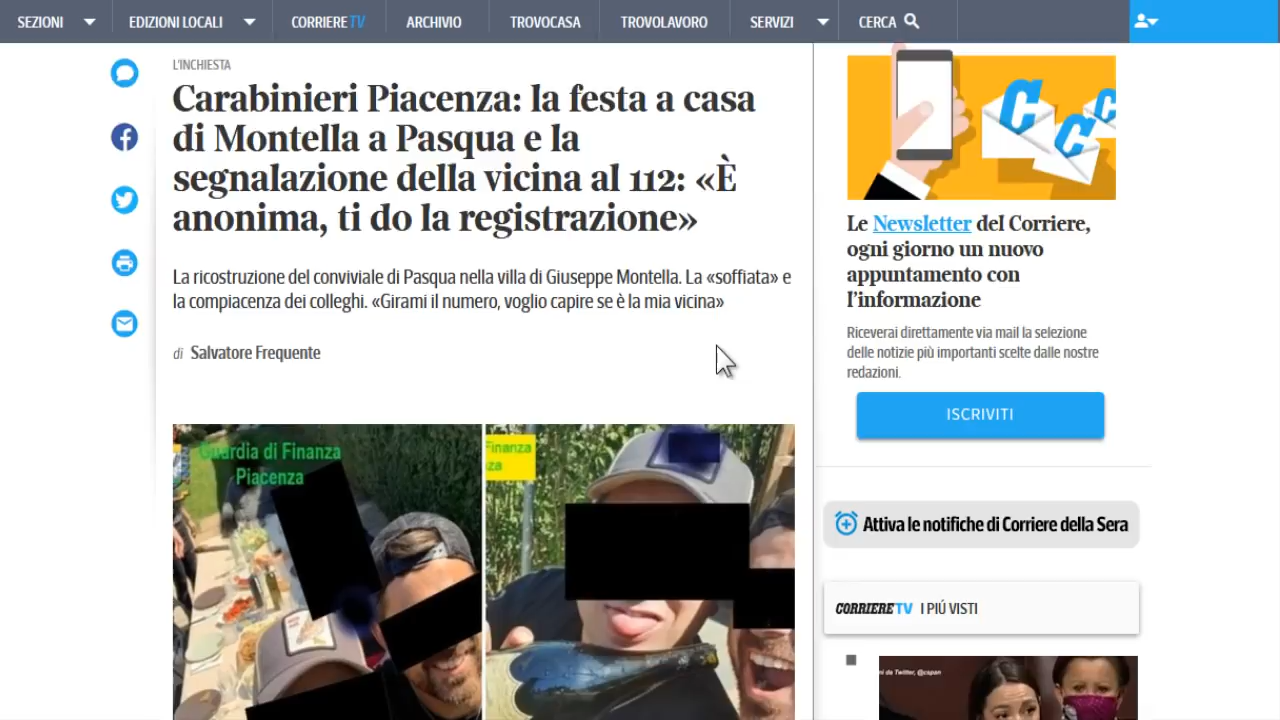 SEZIONI
EDIZIONI LOCALI
CORRIERE TV
ARCHIVIO
TROVOCASA
TROVOLAVORO
SERVIZI
CERCA
L'INCHIESTA
Carabinieri Piacenza: la festa a casa
di Montella a Pasqua e la
segnalazione della vicina al 112: «È
anonima, ti do la registrazione»
La ricostruzione del conviviale di Pasqua nella villa di Giuseppe Montella. La «soffiata» e
la compiacenza dei colleghi. «Girami il numero, voglio capire se è la mia vicina»
di Salvatore Frequente
Guardia di Finanza
Piacenza
Finanza
za
C
C
C
Le Newsletter del Corriere,
ogni giorno un nuovo
appuntamento con
l'informazione
Riceverai direttamente via mail la selezione
delle notizie più importanti scelte dalle nostre
redazioni.
ISCRIVITI
Attiva le notifiche di Corriere della Sera
CORRIERE TV I PIÚ VISTI
da Twitter, @cspan